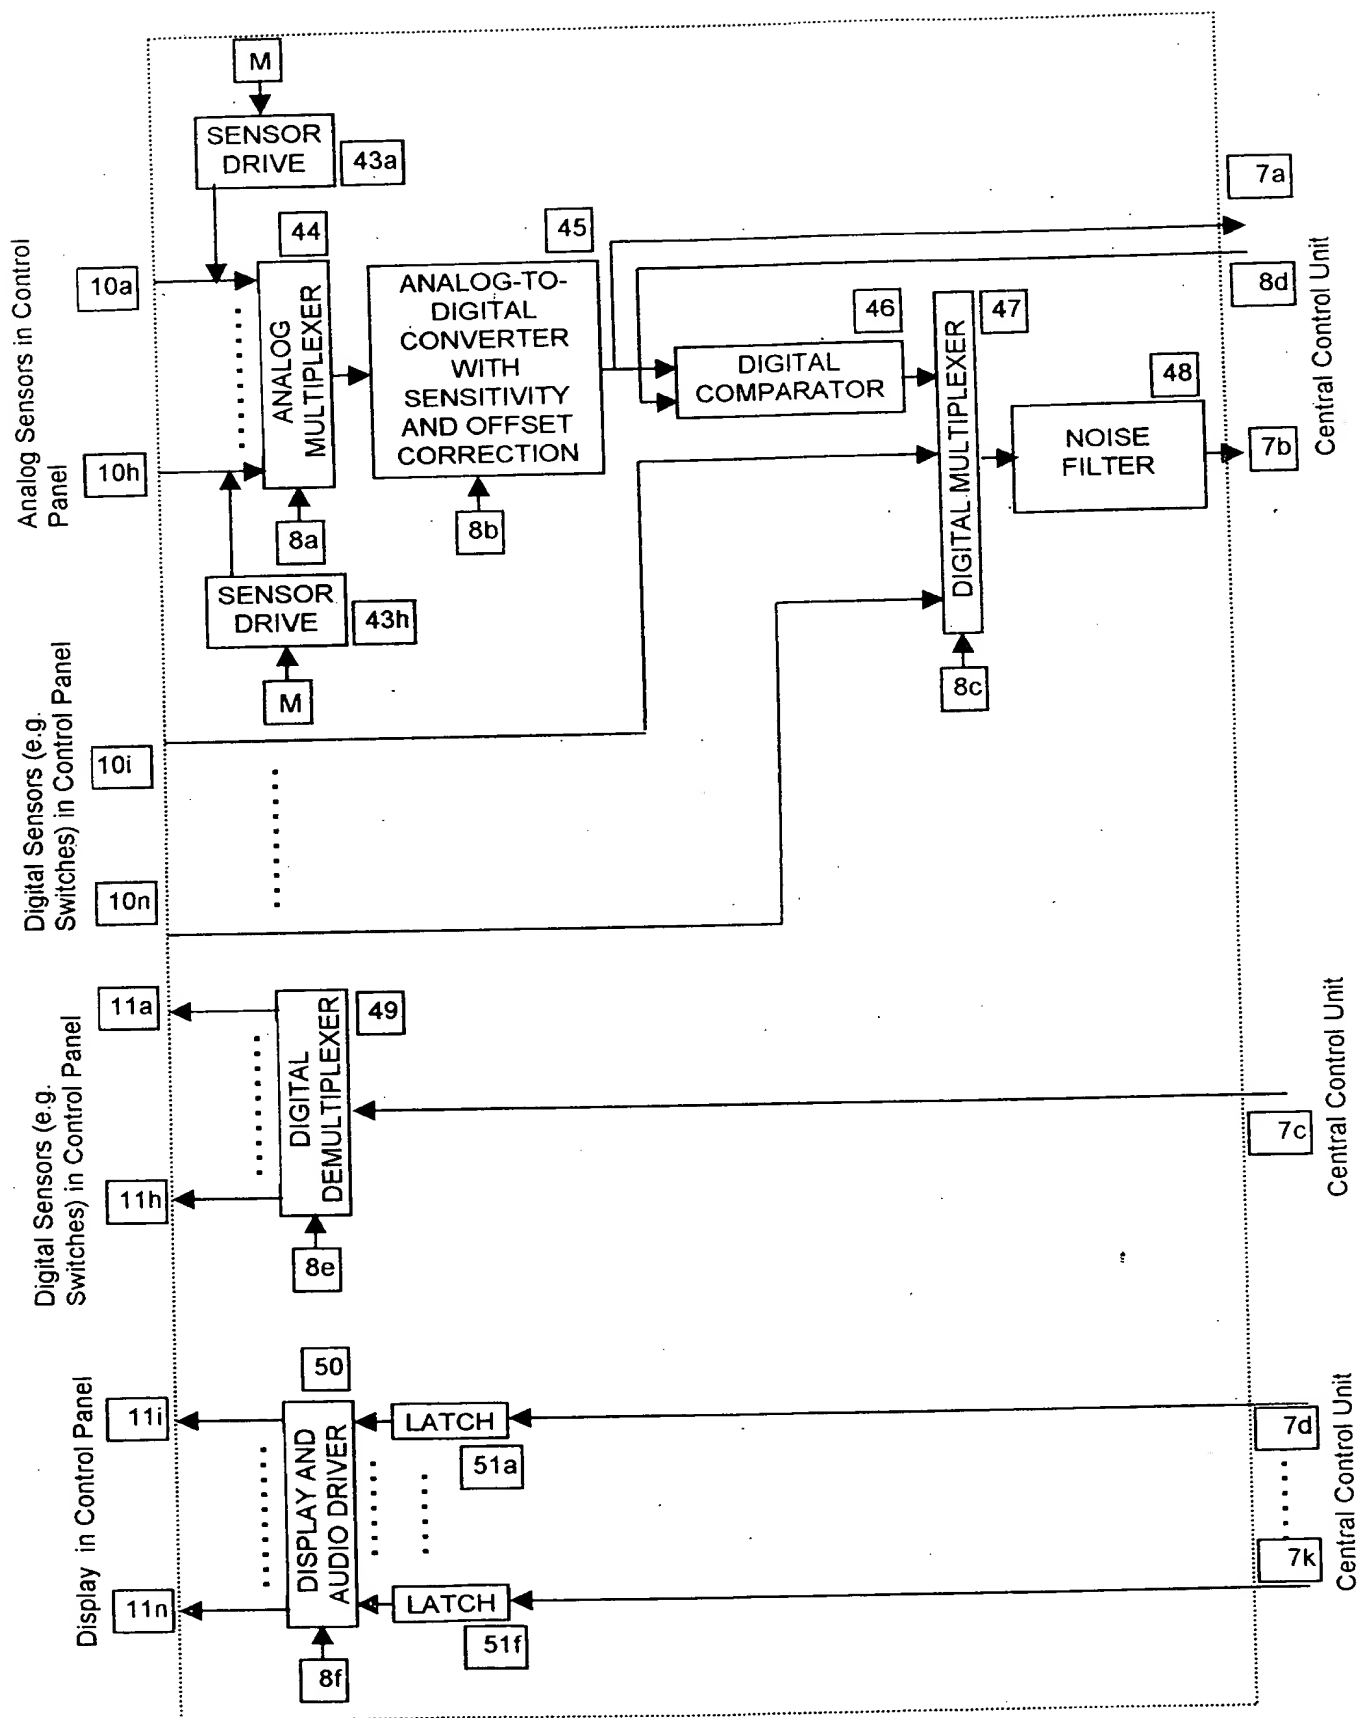 M
SENSOR
DRIVE
43a
7a
44
45
10a
ANALOG
MULTIPLEXER
ANALOG-TO-
DIGITAL
CONVERTER
WITH
SENSITIVITY
AND OFFSET
CORRECTION
8d
46
47
DIGITAL
COMPARATOR
DIGITAL MULTIPLEXER
48
NOISE
FILTER
7b
Analog Sensors in Control
Panel
Central Control Unit
10h
8a
8b
SENSOR
DRIVE
43h
M
8c
Digital Sensors (e.g.
Switches) in Control Panel
10i
10n
Digital Sensors (e.g.
Switches) in Control Panel
11a
49
DIGITAL
DEMULTIPLEXER
7c
Central Control Unit
11h
8e
50
Display in Control Panel
11i
DISPLAY AND
AUDIO DRIVER
LATCH
51a
7d
Central Control Unit
7k
11n
LATCH
51f
8f